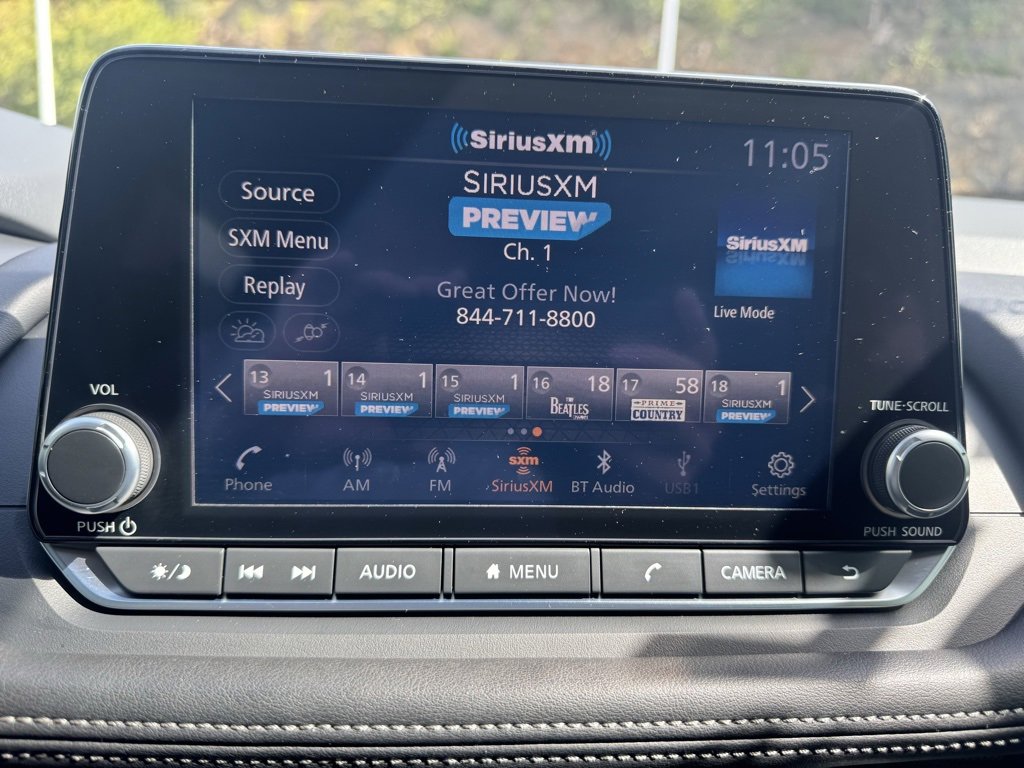 SiriusXM
11:05
Source
SXM Menu
Replay
SIRIUSXM
PREVIEW
Ch. 1
Great Offer Now!
844-711-8800
SiriusXM
Live Mode
13 1
SIRIUSXM
PREVIEW
14 1
SIRIUSXM
PREVIEW
15 1
SIRIUSXM
PREVIEW
16 18
THE
BEATLES
CHANNEL
17 58
PRIME
COUNTRY
18 1
SIRIUSXM
PREVIEW
Phone
AM
FM
sxm
SiriusXM
BT Audio
USB1
Settings
VOL
PUSH
TUNE·SCROLL
PUSH SOUND
AUDIO
MENU
CAMERA